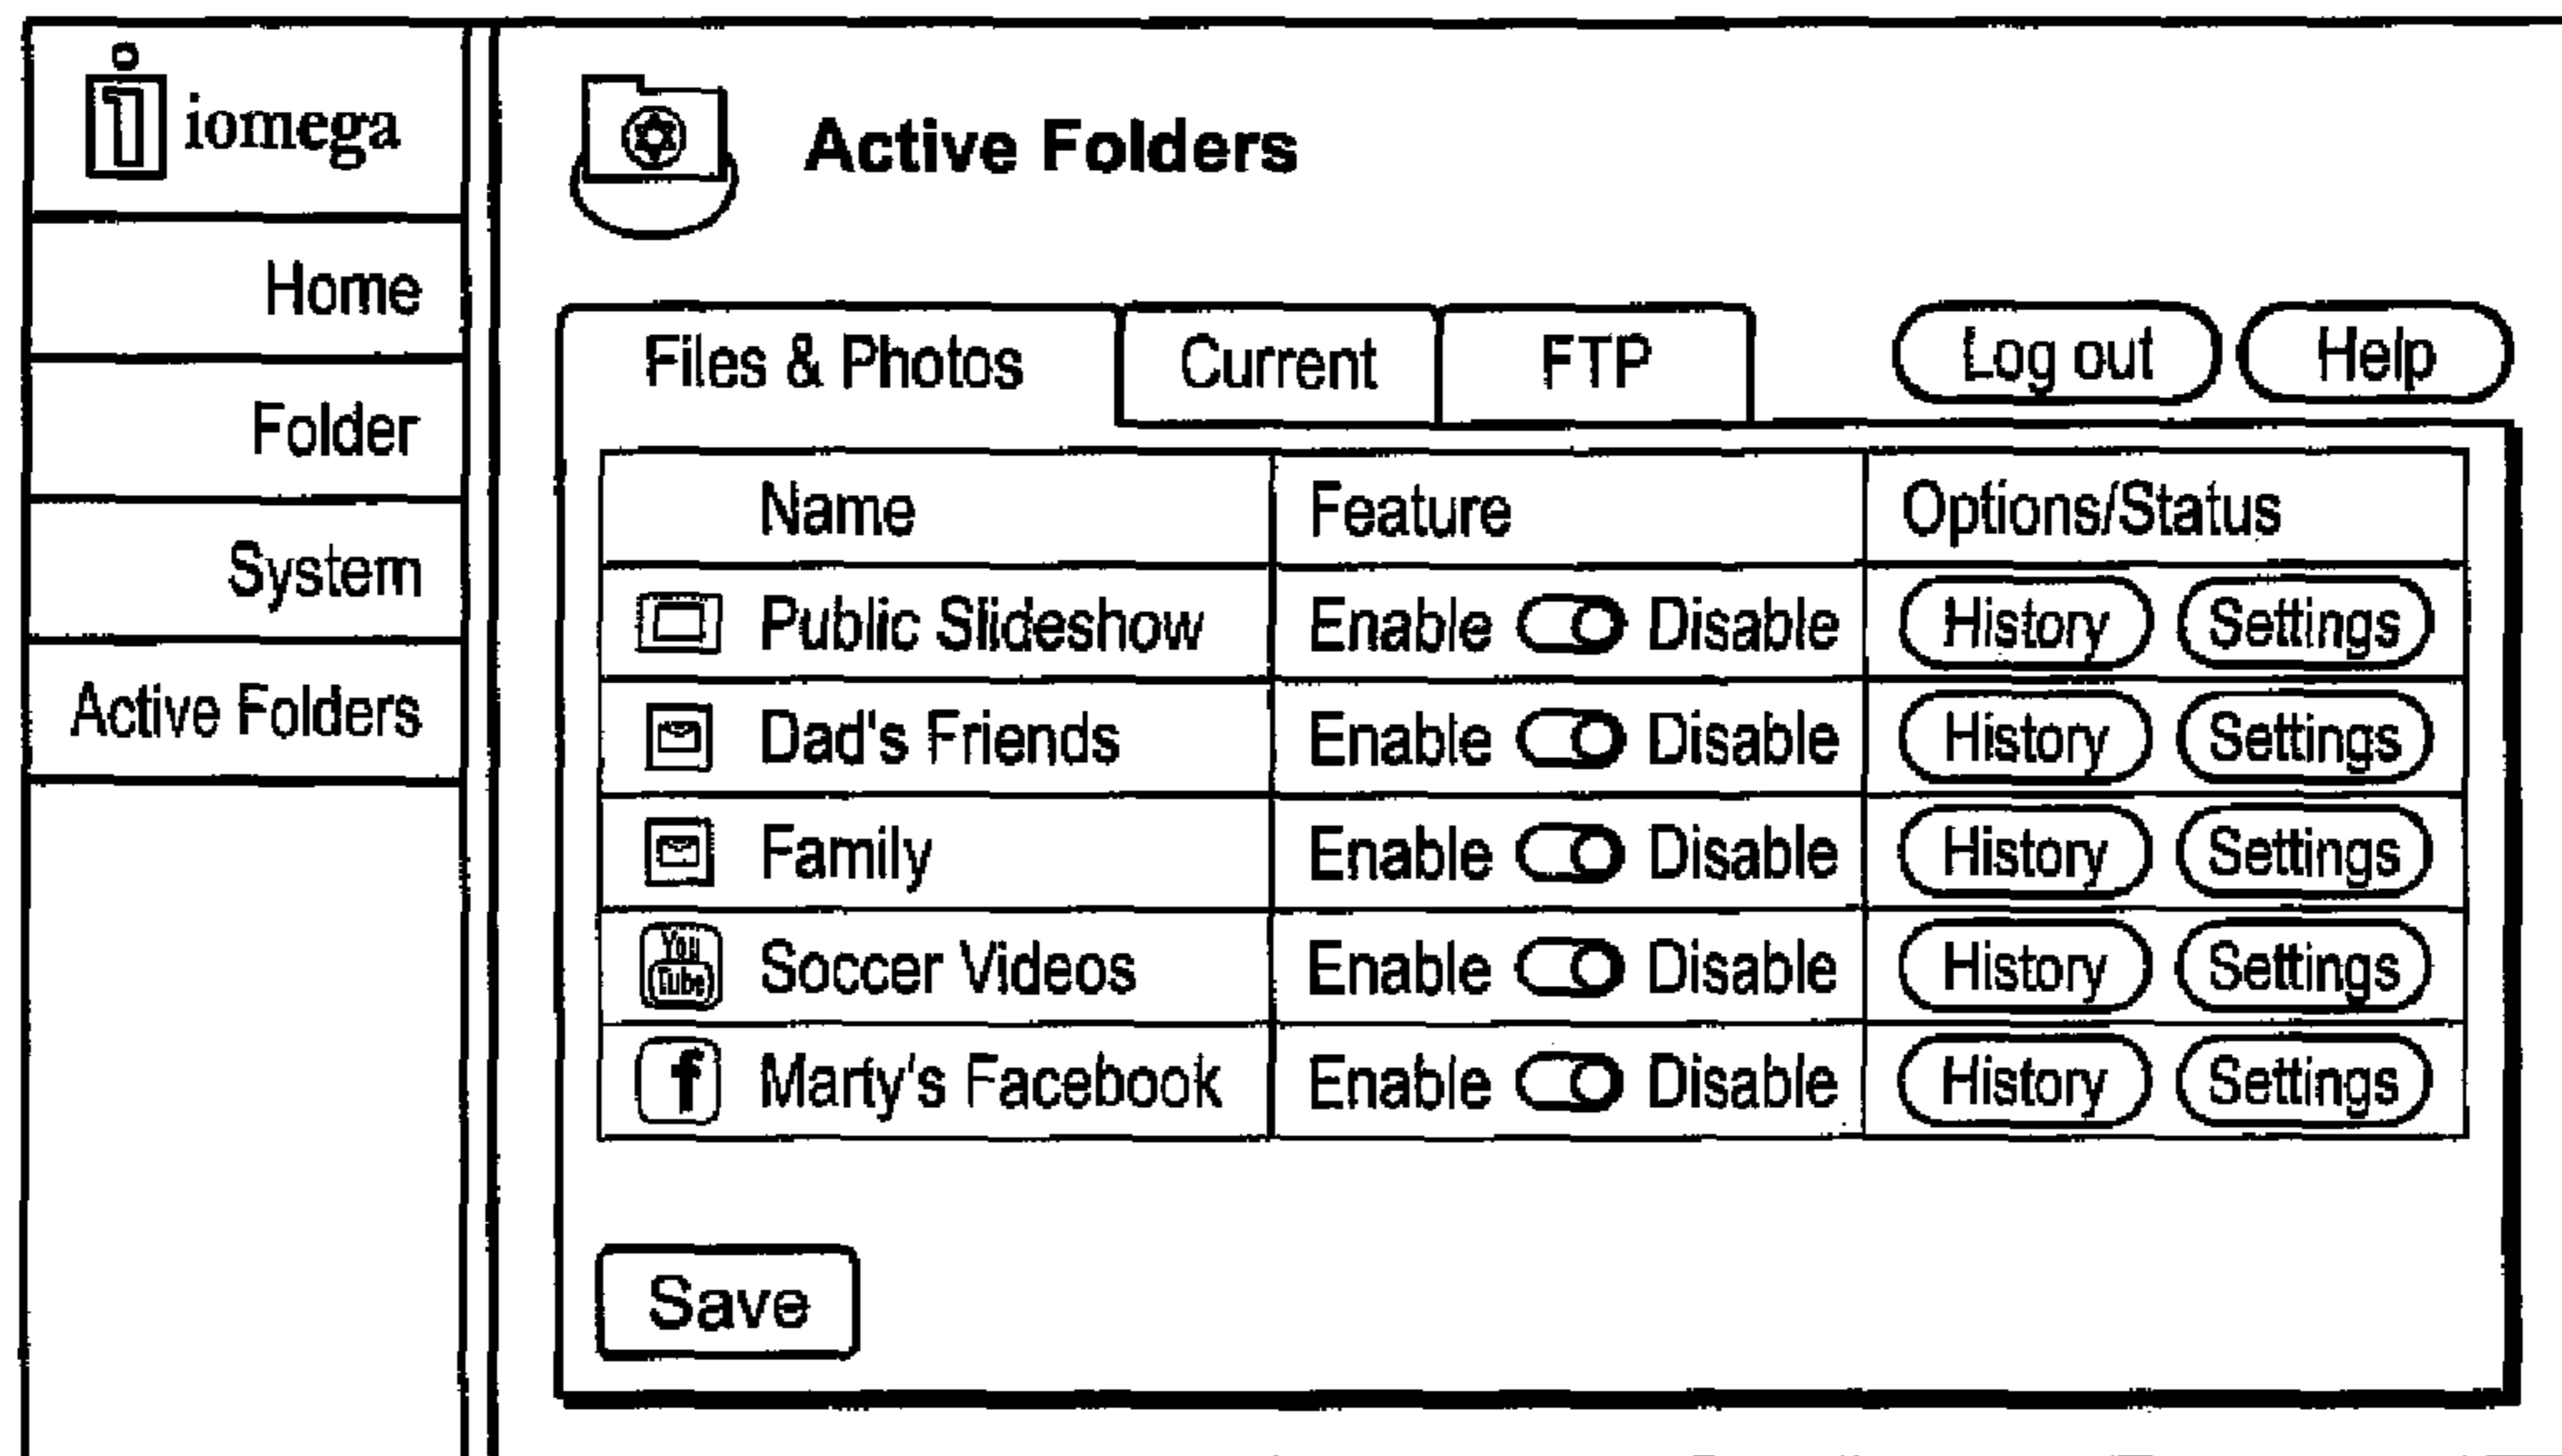 iomega
Active Folders
Home
Folder
System
Active Folders
Files & Photos Current FTP Log out Help
Name Feature Options/Status
Public Slideshow Enable Disable History Settings
Dad's Friends Enable Disable History Settings
Family Enable Disable History Settings
You
Tube
Soccer Videos Enable Disable History Settings
f Marty's Facebook Enable Disable History Settings
Save